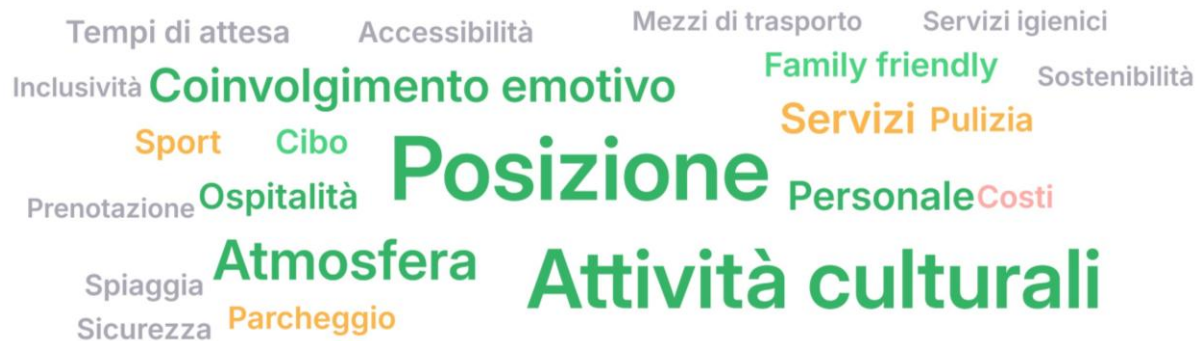 Tempi di attesa
Accessibilità
Mezzi di trasporto
Servizi igienici
Inclusività
Coinvolgimento emotivo
Family friendly
Sostenibilità
Sport
Cibo
Servizi
Pulizia
Posizione
Prenotazione
Ospitalità
Personale
Costi
Spiaggia
Atmosfera
Attività culturali
Sicurezza
Parcheggio